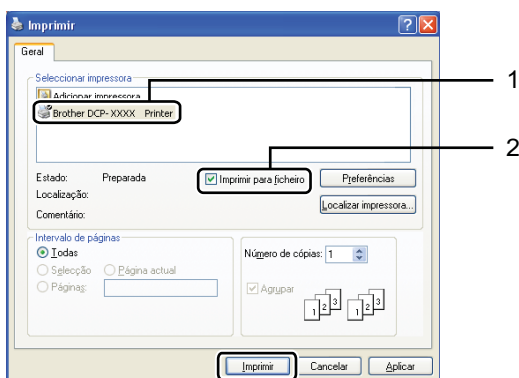 Imprimir
Geral
Seleccionar impressora
Adicionar impressora
Brother DCP-XXXX Printer
1
2
Estado: Preparada
Imprimir para ficheiro
Preferências
Localização:
Localizar impressora...
Comentário:
Intervalo de páginas
Todas
Selecção
Página actual
Páginas:
Número de cópias: 1
Agrupar
1 2 3 1 2 3
Imprimir
Cancelar
Aplicar